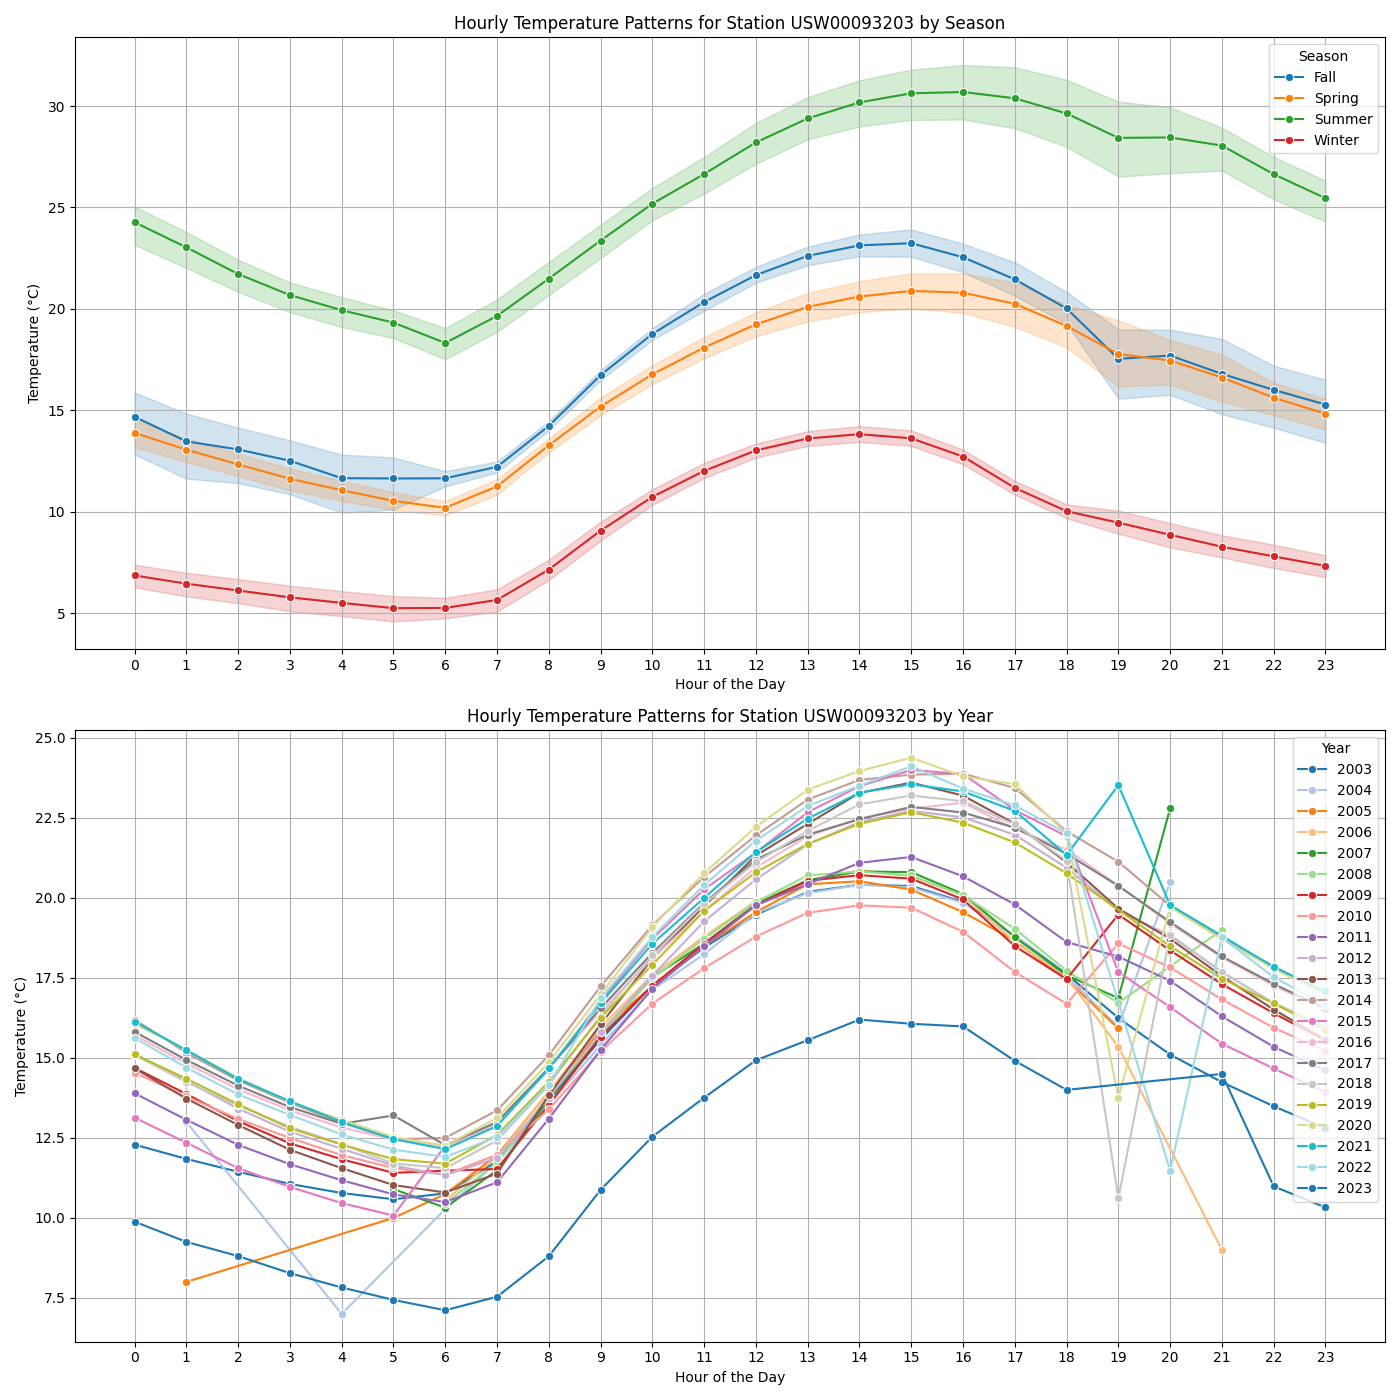 Hourly Temperature Patterns for Station USW00093203 by Season
Season
Fall
Spring
Summer
Winter
Temperature (°C)
30
25
20
15
10
5
0 1 2 3 4 5 6 7 8 9 10 11 12 13 14 15 16 17 18 19 20 21 22 23
Hour of the Day
Hourly Temperature Patterns for Station USW00093203 by Year
Year
2003
2004
2005
2006
2007
2008
2009
2010
2011
2012
2013
2014
2015
2016
2017
2018
2019
2020
2021
2022
2023
Temperature (°C)
25.0
22.5
20.0
17.5
15.0
12.5
10.0
7.5
0 1 2 3 4 5 6 7 8 9 10 11 12 13 14 15 16 17 18 19 20 21 22 23
Hour of the Day